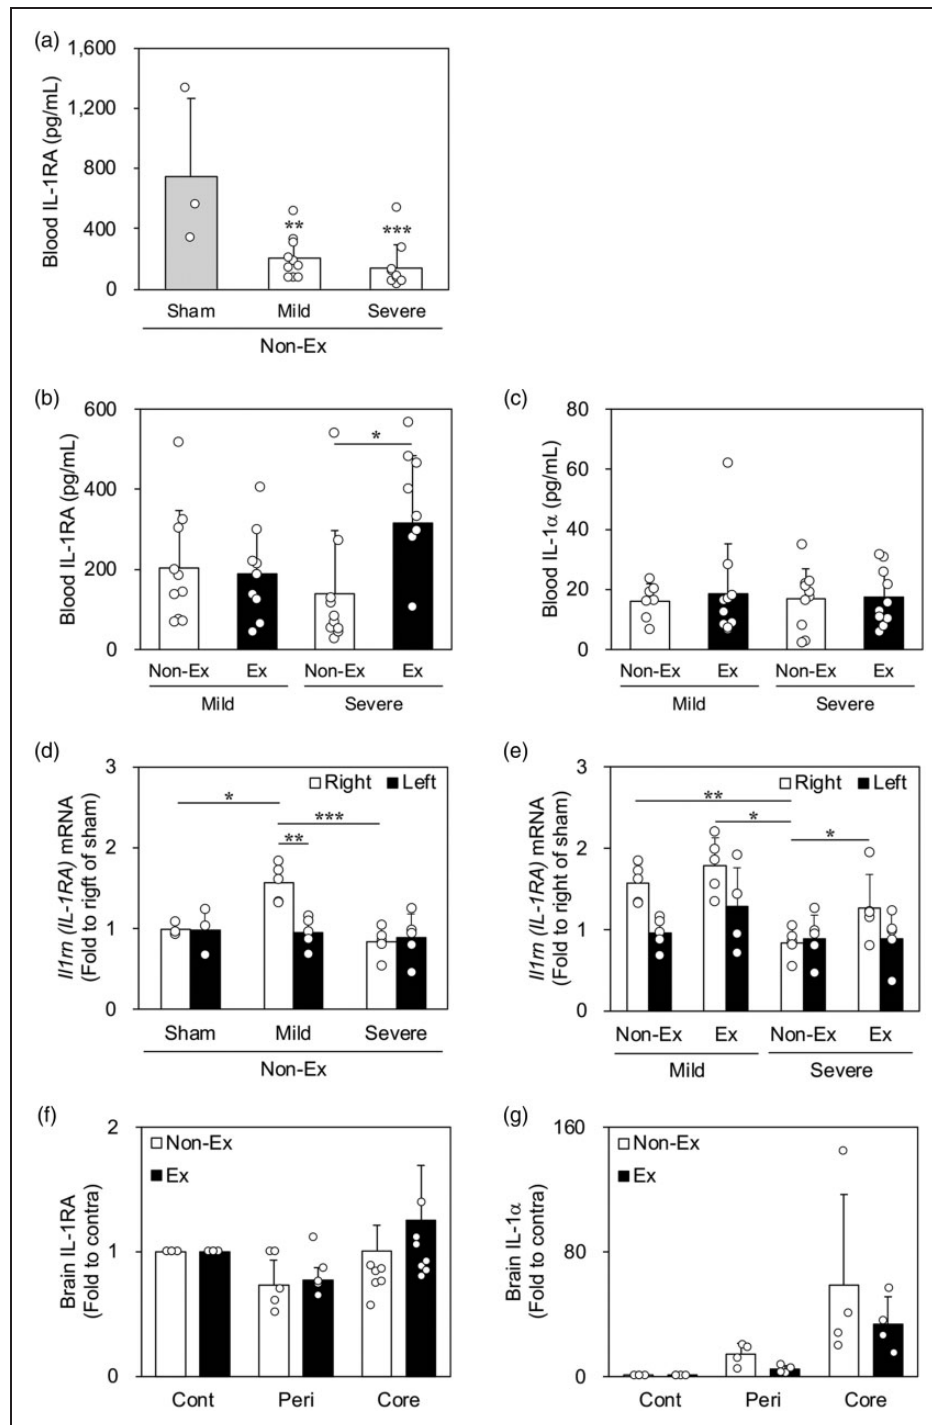 (a)
1,600
1,200
800
400
0
Blood IL-1RA (pg/mL)
**
***
Sham Mild Severe
Non-Ex
(b)
600
400
200
0
Blood IL-1RA (pg/mL)
*
Non-Ex Ex Non-Ex Ex
Mild Severe
(c)
80
60
40
20
0
Blood IL-1α (pg/mL)
Non-Ex Ex Non-Ex Ex
Mild Severe
(d)
3
2
1
0
Il1rn (IL-1RA) mRNA
(Fold to rigft of sham)
Right Left
*
***
**
Sham Mild Severe
Non-Ex
(e)
3
2
1
0
Il1rn (IL-1RA) mRNA
(Fold to right of sham)
Right Left
**
*
*
Non-Ex Ex Non-Ex Ex
Mild Severe
(f)
2
1
0
Brain IL-1RA
(Fold to contra)
Non-Ex
Ex
Cont Peri Core
(g)
160
80
0
Brain IL-1α
(Fold to contra)
Non-Ex
Ex
Cont Peri Core